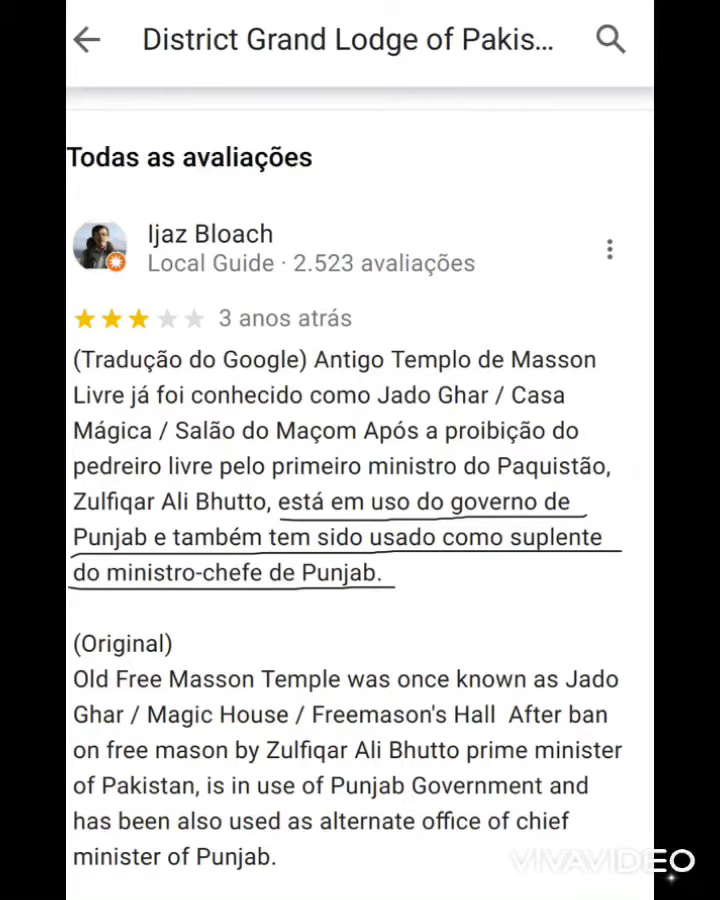 District Grand Lodge of Pakis...
Todas as avaliações
Ijaz Bloach
Local Guide · 2.523 avaliações
3 anos atrás
(Tradução do Google) Antigo Templo de Masson
Livre já foi conhecido como Jado Ghar / Casa
Mágica / Salão do Maçom Após a proibição do
pedreiro livre pelo primeiro ministro do Paquistão,
Zulfiqar Ali Bhutto, está em uso do governo de
Punjab e também tem sido usado como suplente
do ministro-chefe de Punjab.
(Original)
Old Free Masson Temple was once known as Jado
Ghar / Magic House / Freemason's Hall After ban
on free mason by Zulfiqar Ali Bhutto prime minister
of Pakistan, is in use of Punjab Government and
has been also used as alternate office of chief
minister of Punjab.
VIVAVIDEO